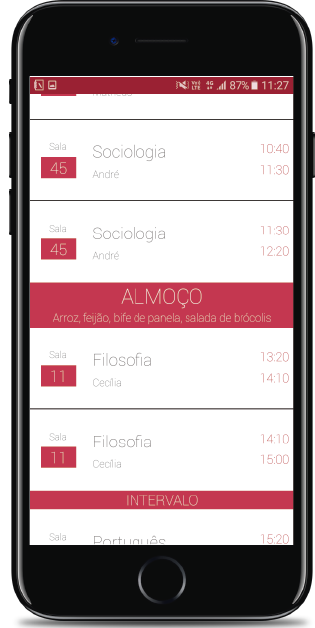 VoLTE 4G 87% 11:27
Sala
Sociologia
10:40
45
André
11:30
Sala
Sociologia
11:30
45
André
12:20
ALMOÇO
Arroz, feijão, bife de panela, salada de brócolis
Sala
Filosofia
13:20
11
Cecília
14:10
Sala
Filosofia
14:10
11
Cecília
15:00
INTERVALO
Sala
Português
15:20